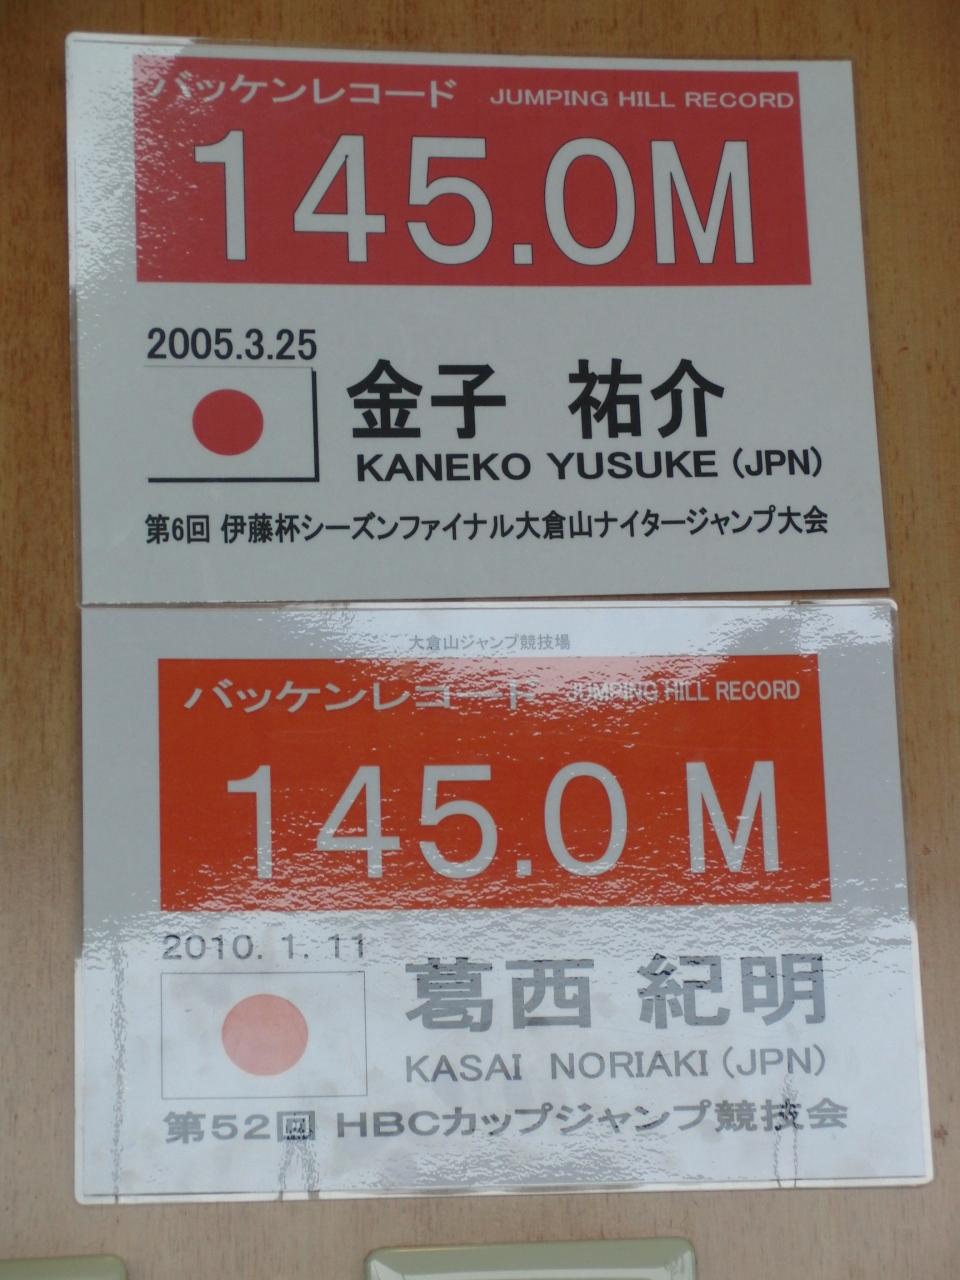 バッケンレコード JUMPING HILL RECORD
145.0M
2005.3.25
金子 祐介
KANEKO YUSUKE (JPN)
第6回 伊藤杯シーズンファイナル大倉山ナイタージャンプ大会
大倉山ジャンプ競技場
バッケンレコード JUMPING HILL RECORD
145.0 M
2010. 1. 11
葛西 紀明
KASAI NORIAKI (JPN)
第52回 HBCカップジャンプ競技会